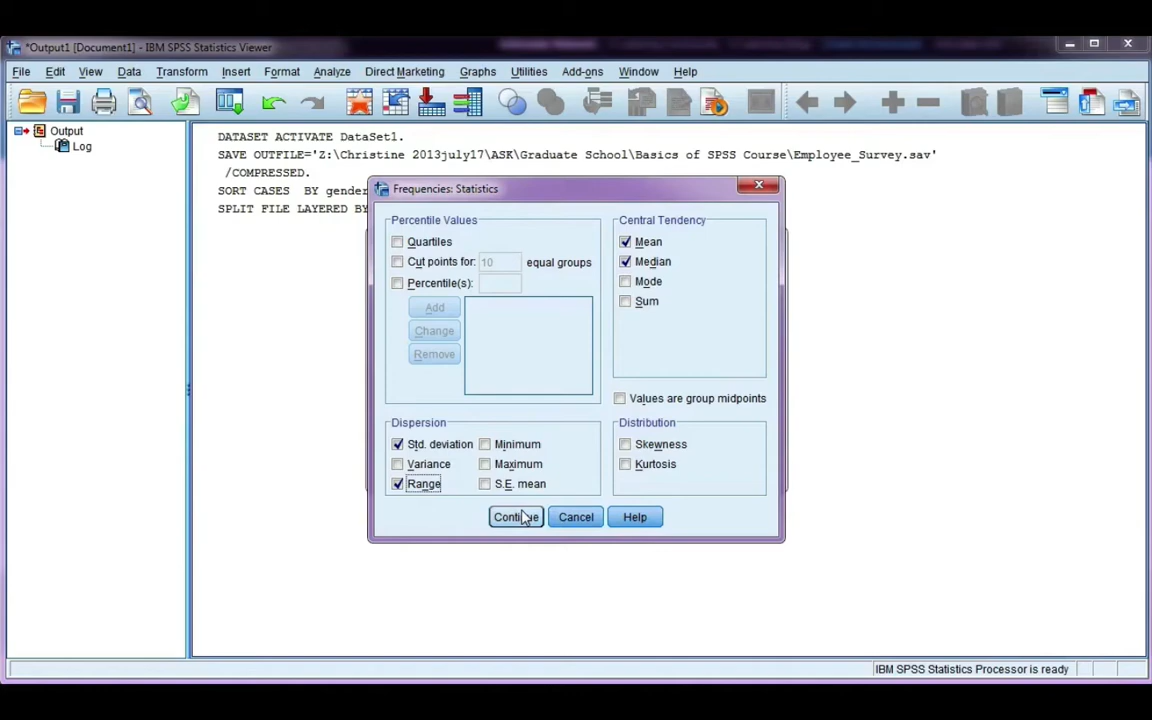 *Output1 [Document1] - IBM SPSS Statistics Viewer
File Edit View Data Transform Insert Format Analyze Direct Marketing Graphs Utilities Add-ons Window Help
Output
Log
DATASET ACTIVATE DataSet1.
SAVE OUTFILE='Z:\Christine 2013july17\ASK\Graduate School\Basics of SPSS Course\Employee_Survey.sav'
/COMPRESSED.
SORT CASES BY gender
SPLIT FILE LAYERED BY
Frequencies: Statistics
Percentile Values
Quartiles
Cut points for: 10 equal groups
Percentile(s):
Add
Change
Remove
Central Tendency
Mean
Median
Mode
Sum
Values are group midpoints
Dispersion
Std. deviation Minimum
Variance Maximum
Range S.E. mean
Distribution
Skewness
Kurtosis
Continue Cancel Help
IBM SPSS Statistics Processor is ready